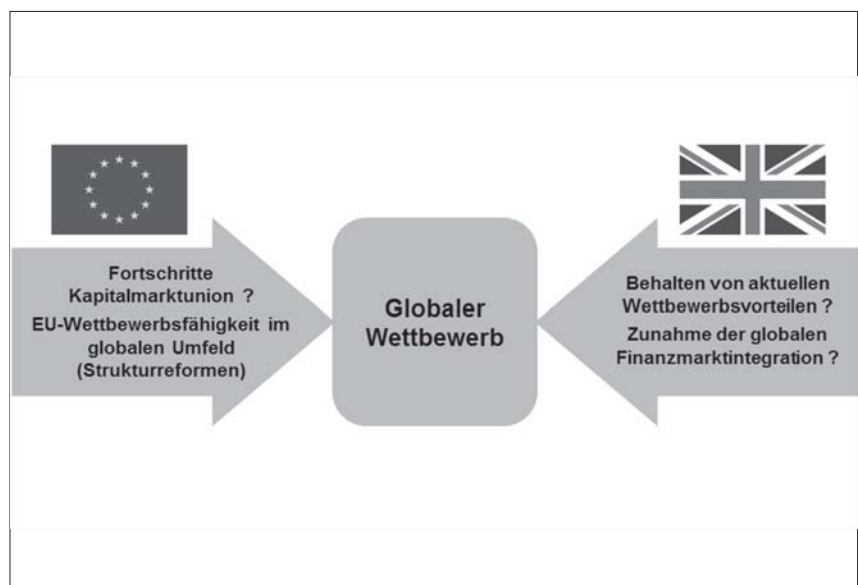 Fortschritte
Kapitalmarktunion ?
EU-Wettbewerbsfähigkeit im
globalen Umfeld
(Strukturreformen)
Globaler
Wettbewerb
Behalten von aktuellen
Wettbewerbsvorteilen ?
Zunahme der globalen
Finanzmarktintegration ?